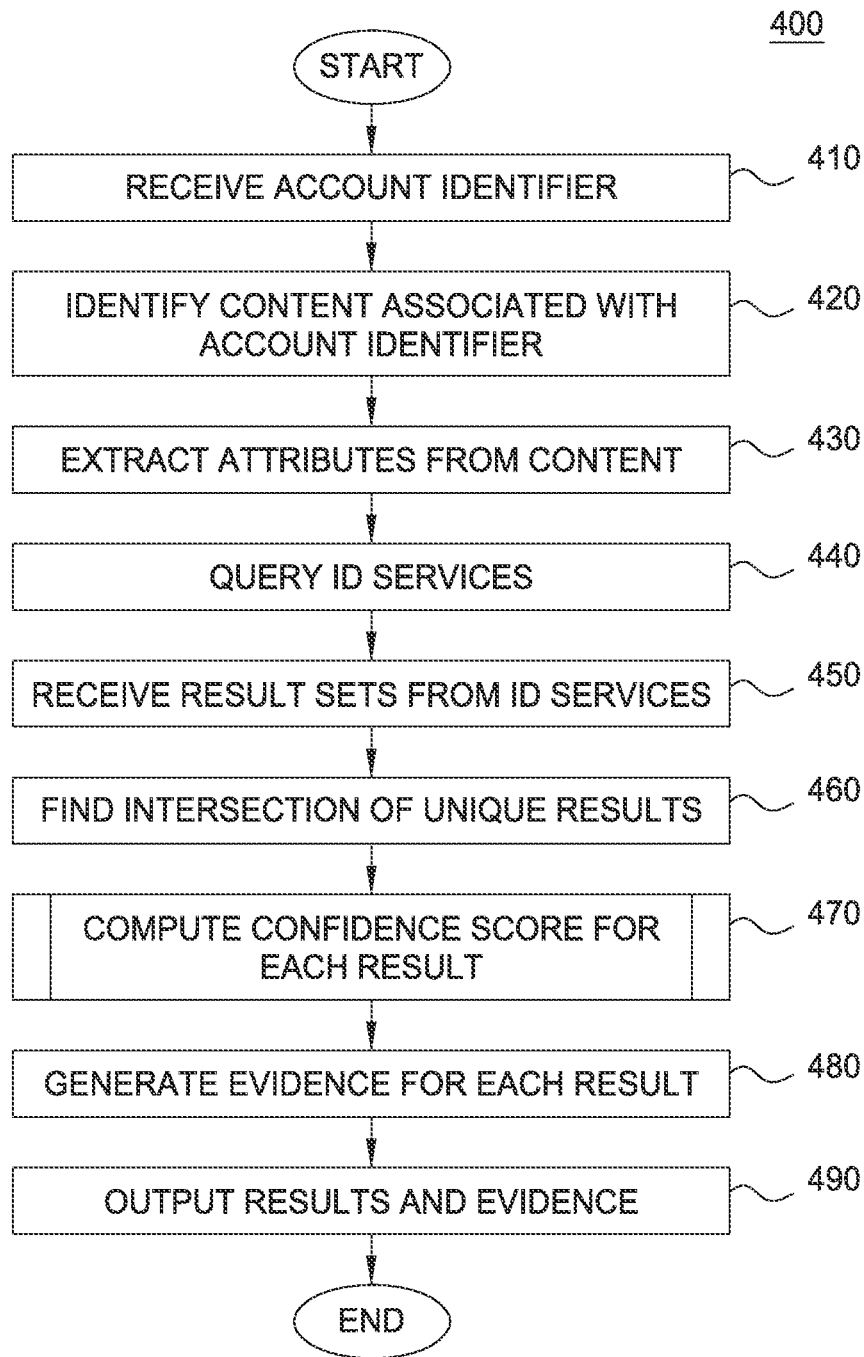 400
START
RECEIVE ACCOUNT IDENTIFIER
410
IDENTIFY CONTENT ASSOCIATED WITH
ACCOUNT IDENTIFIER
420
EXTRACT ATTRIBUTES FROM CONTENT
430
QUERY ID SERVICES
440
RECEIVE RESULT SETS FROM ID SERVICES
450
FIND INTERSECTION OF UNIQUE RESULTS
460
COMPUTE CONFIDENCE SCORE FOR
EACH RESULT
470
GENERATE EVIDENCE FOR EACH RESULT
480
OUTPUT RESULTS AND EVIDENCE
490
END